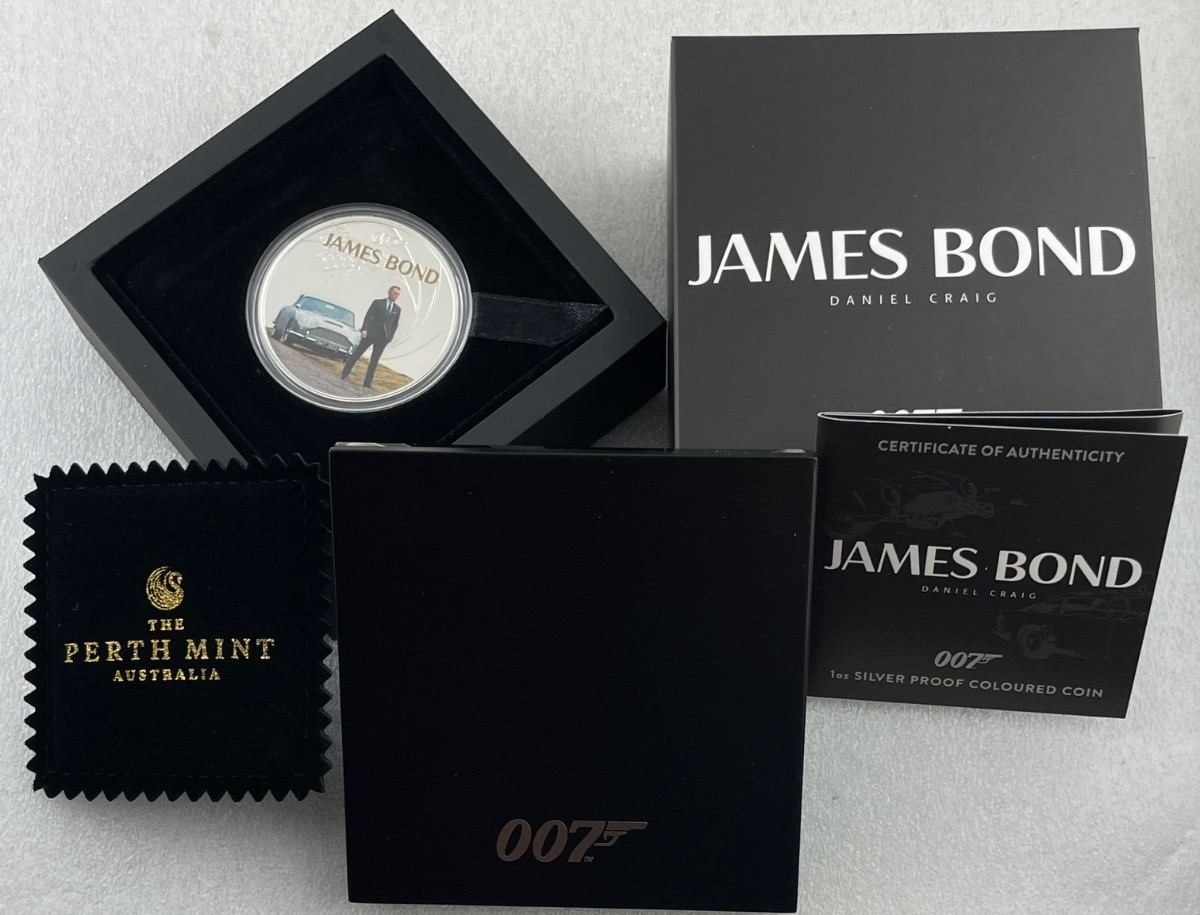 JAMES BOND
JAMES BOND
DANIEL CRAIG
CERTIFICATE OF AUTHENTICITY
JAMES BOND
DANIEL CRAIG
007
1oz SILVER PROOF COLOURED COIN
THE
PERTH MINT
AUSTRALIA
007
TM